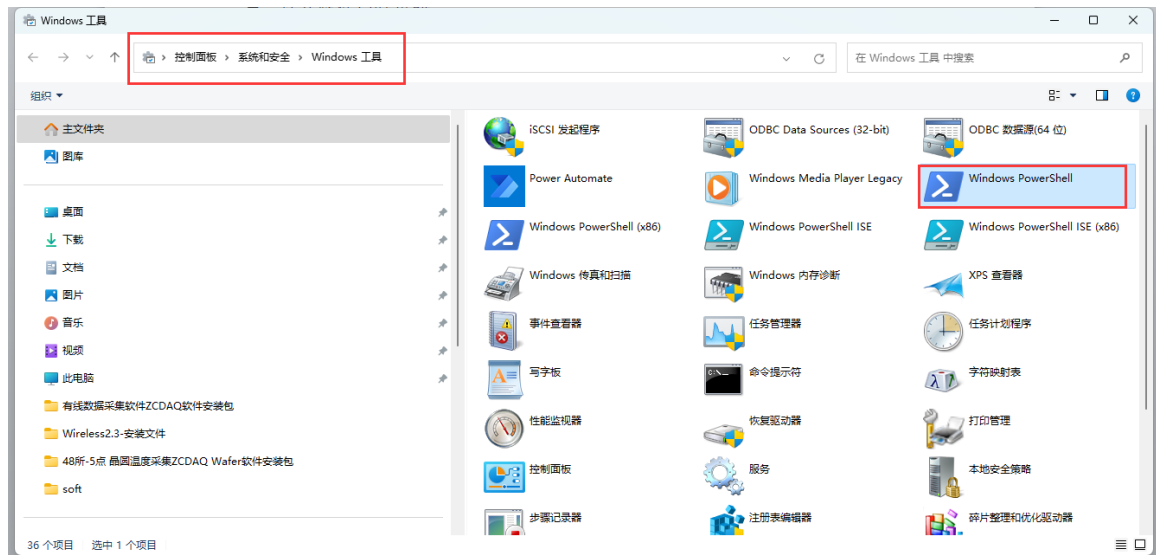 Windows 工具
控制面板 › 系统和安全 › Windows 工具
在 Windows 工具 中搜索
组织
主文件夹
图库
桌面
下载
文档
图片
音乐
视频
此电脑
有线数据采集软件ZCDAQ软件安装包
Wireless2.3-安装文件
48所-5点 晶圆温度采集ZCDAQ Wafer软件安装包
soft
iSCSI 发起程序
ODBC Data Sources (32-bit)
ODBC 数据源(64 位)
Power Automate
Windows Media Player Legacy
Windows PowerShell
Windows PowerShell (x86)
Windows PowerShell ISE
Windows PowerShell ISE (x86)
Windows 传真和扫描
Windows 内存诊断
XPS 查看器
事件查看器
任务管理器
任务计划程序
写字板
命令提示符
字符映射表
性能监视器
恢复驱动器
打印管理
控制面板
服务
本地安全策略
步骤记录器
注册表编辑器
碎片整理和优化驱动器
36 个项目 选中 1 个项目